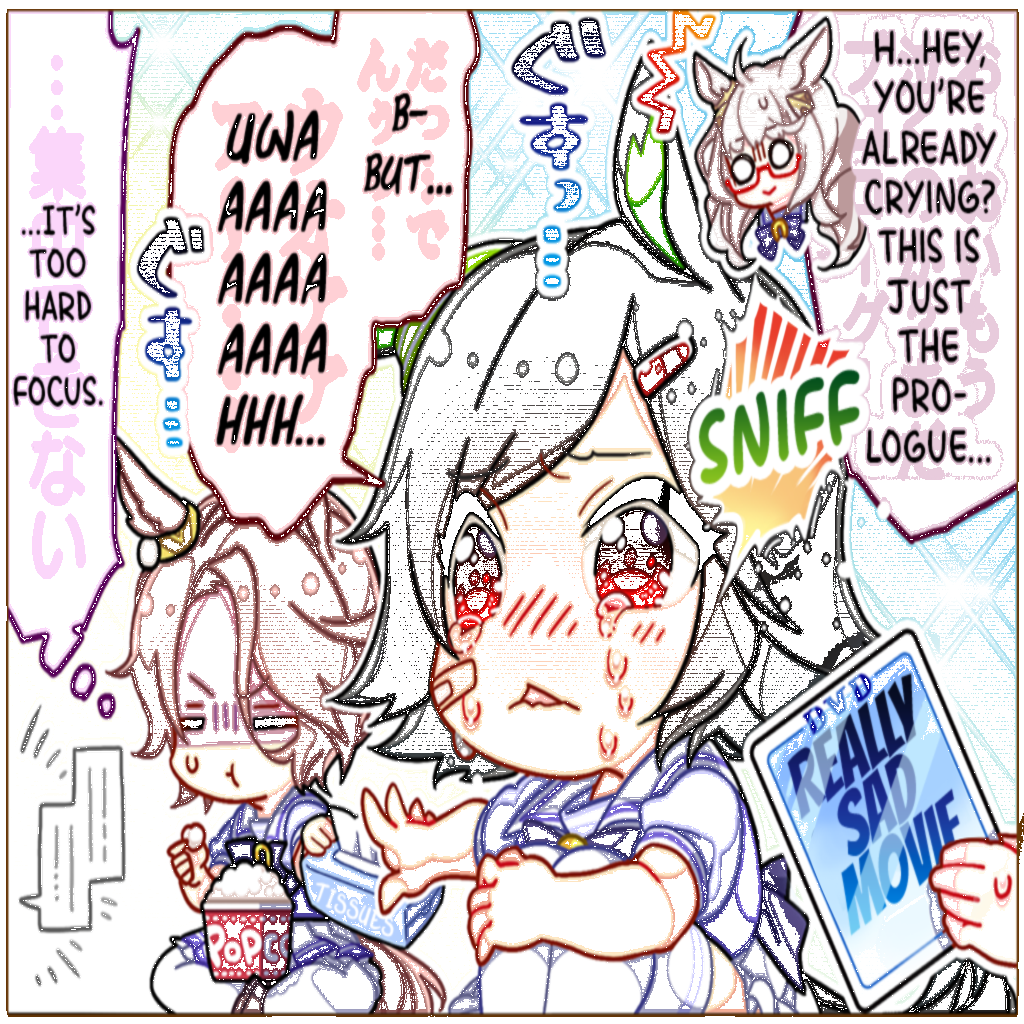 H...HEY,
YOU'RE
ALREADY
CRYING?
THIS IS
JUST
THE
PRO-
LOGUE...
ぐすっ...
SNIFF
B-
BUT...
UWA
AAAA
AAAA
AAAA
HHH...
ぐす...
...IT'S
TOO
HARD
TO
FOCUS.
DVD
REALLY
SAD
MOVIE
TISSUES
POPC